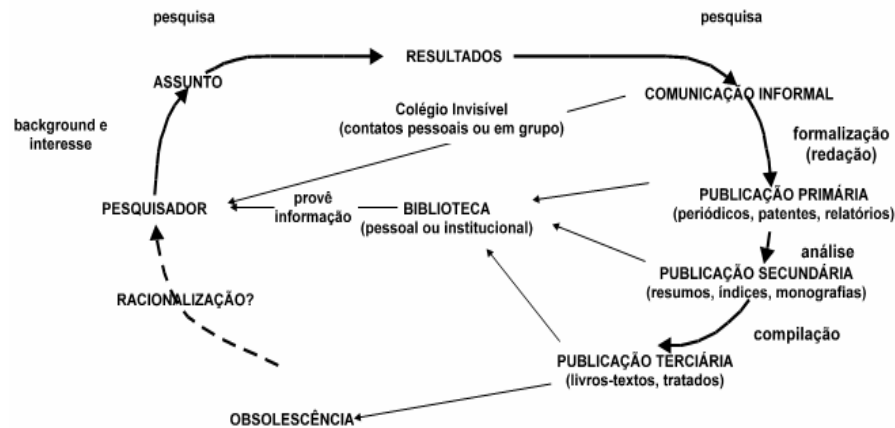 pesquisa
pesquisa
RESULTADOS
ASSUNTO
COMUNICAÇÃO INFORMAL
Colégio Invisível
(contatos pessoais ou em grupo)
background e
interesse
formalização
(redação)
PESQUISADOR
provê
informação
BIBLIOTECA
(pessoal ou institucional)
PUBLICAÇÃO PRIMÁRIA
(periódicos, patentes, relatórios)
análise
PUBLICAÇÃO SECUNDÁRIA
(resumos, índices, monografias)
RACIONALIZAÇÃO?
compilação
PUBLICAÇÃO TERCIÁRIA
(livros-textos, tratados)
OBSOLESCÊNCIA